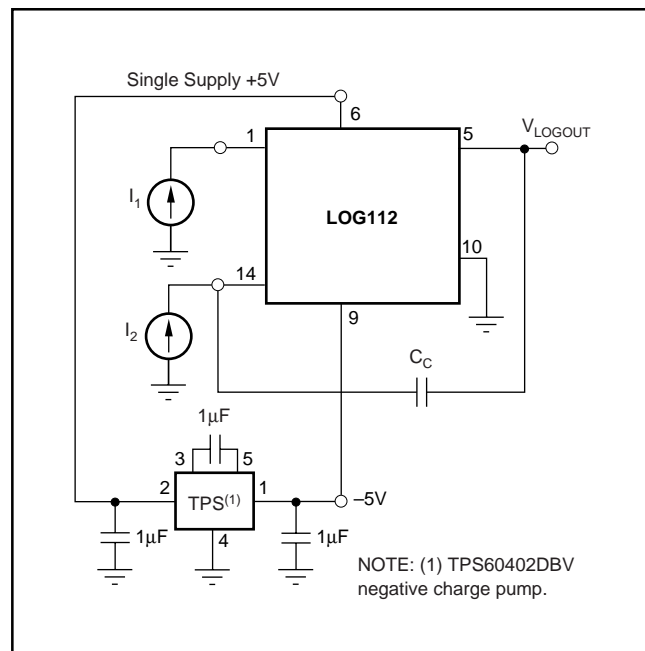 Single Supply +5V
6
1
5
V_LOGOUT
I_1
LOG112
10
14
I_2
9
C_C
1µF
3
5
2
TPS(1)
1
–5V
1µF
4
1µF
NOTE: (1) TPS60402DBV
negative charge pump.